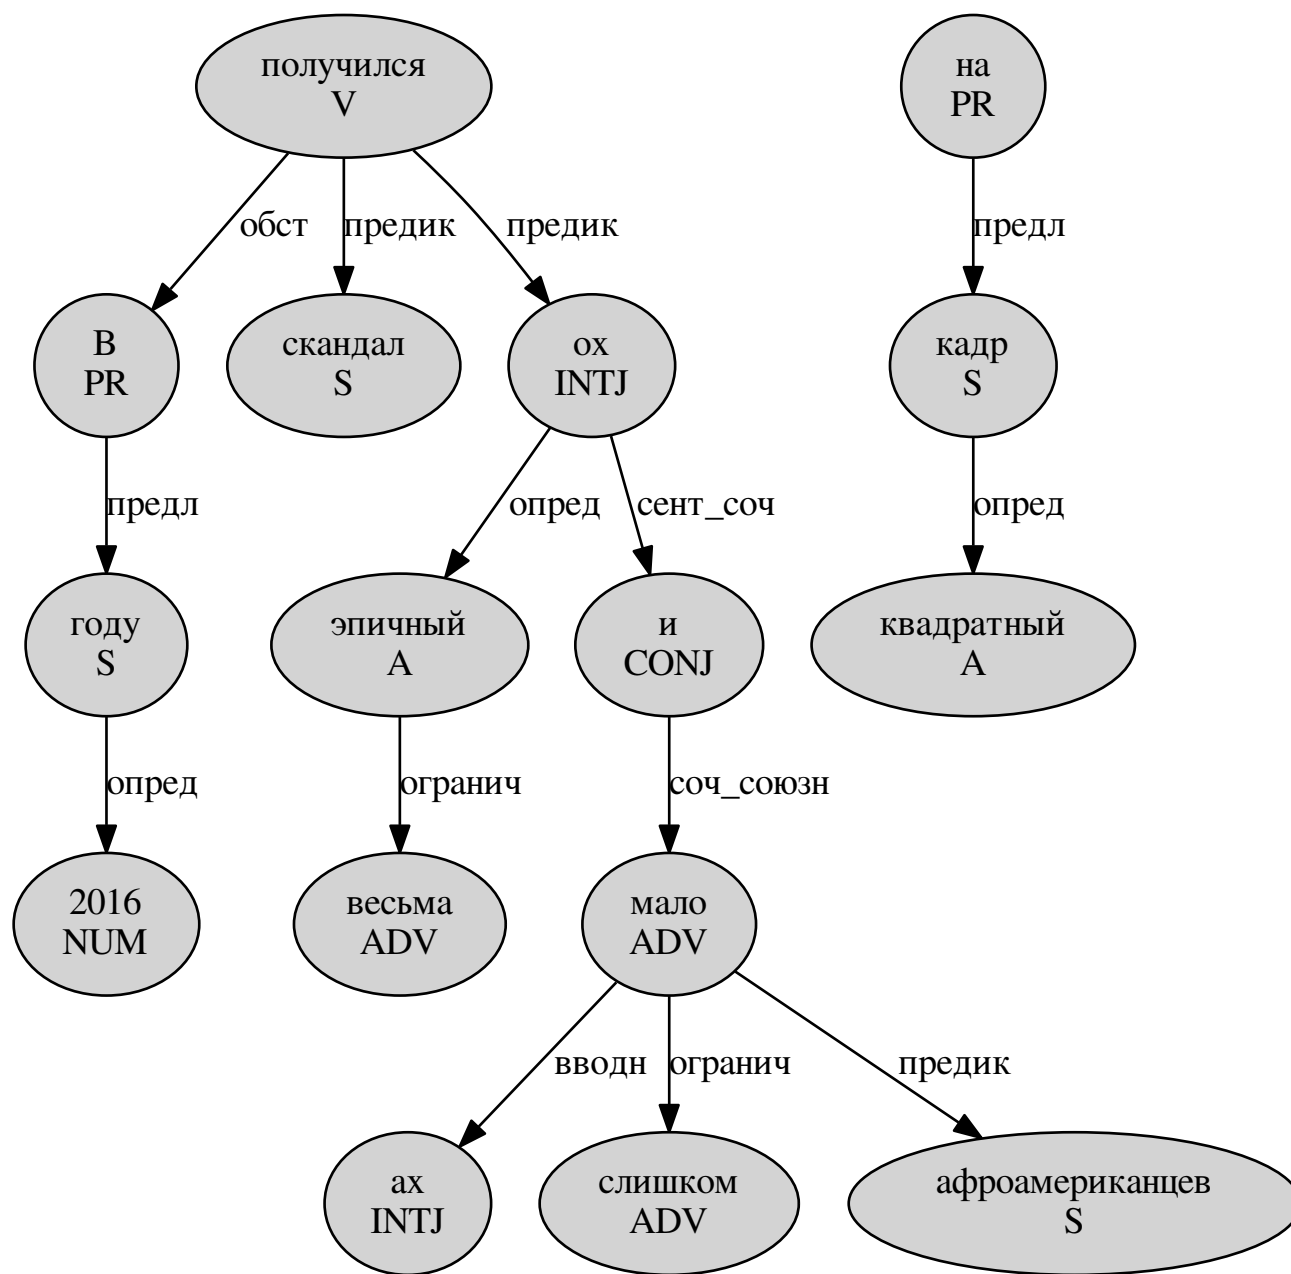 получился
V
на
PR
обст
предик
предик
предл
В
PR
скандал
S
ох
INTJ
кадр
S
предл
опред
сент_соч
опред
году
S
эпичный
A
и
CONJ
квадратный
A
опред
огранич
соч_союзн
2016
NUM
весьма
ADV
мало
ADV
вводн
огранич
предик
ах
INTJ
слишком
ADV
афроамериканцев
S